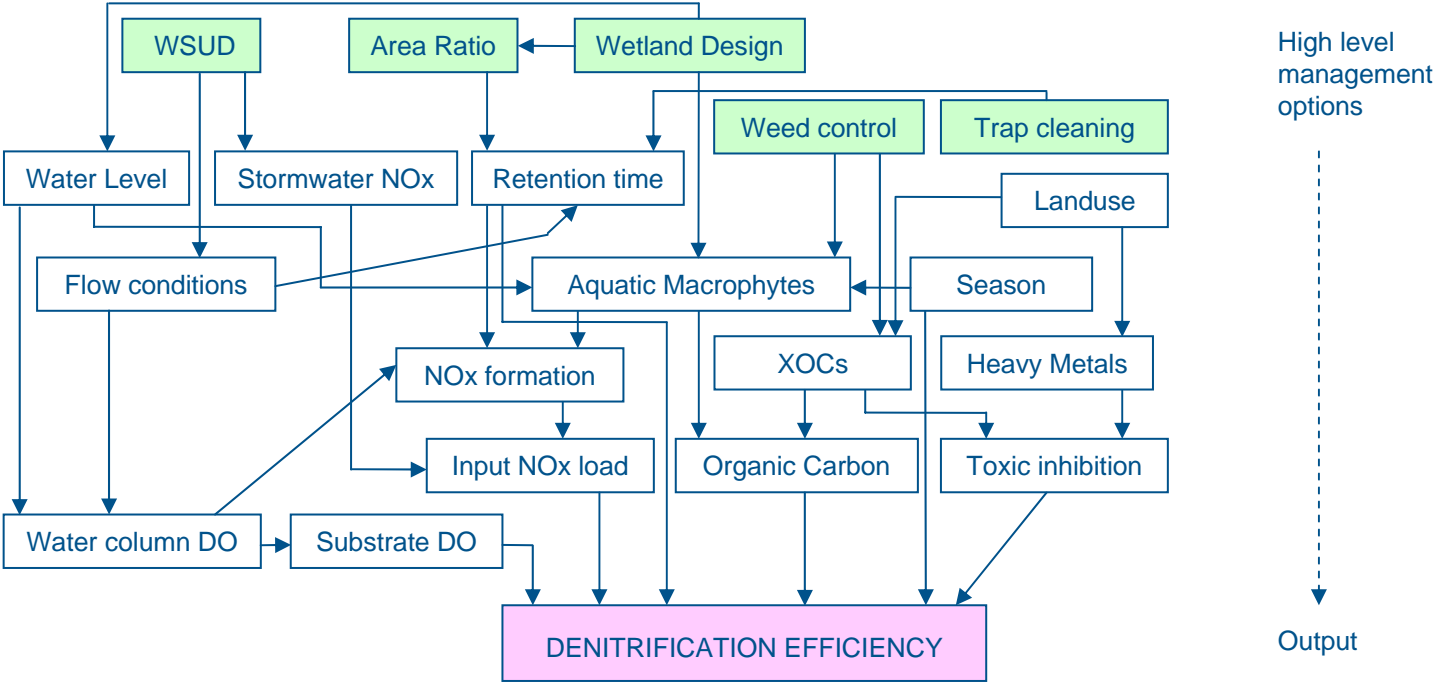 WSUD
Area Ratio
Wetland Design
High level
management
options
Weed control
Trap cleaning
Water Level
Stormwater NOx
Retention time
Landuse
Flow conditions
Aquatic Macrophytes
Season
NOx formation
XOCs
Heavy Metals
Input NOx load
Organic Carbon
Toxic inhibition
Water column DO
Substrate DO
DENITRIFICATION EFFICIENCY
Output